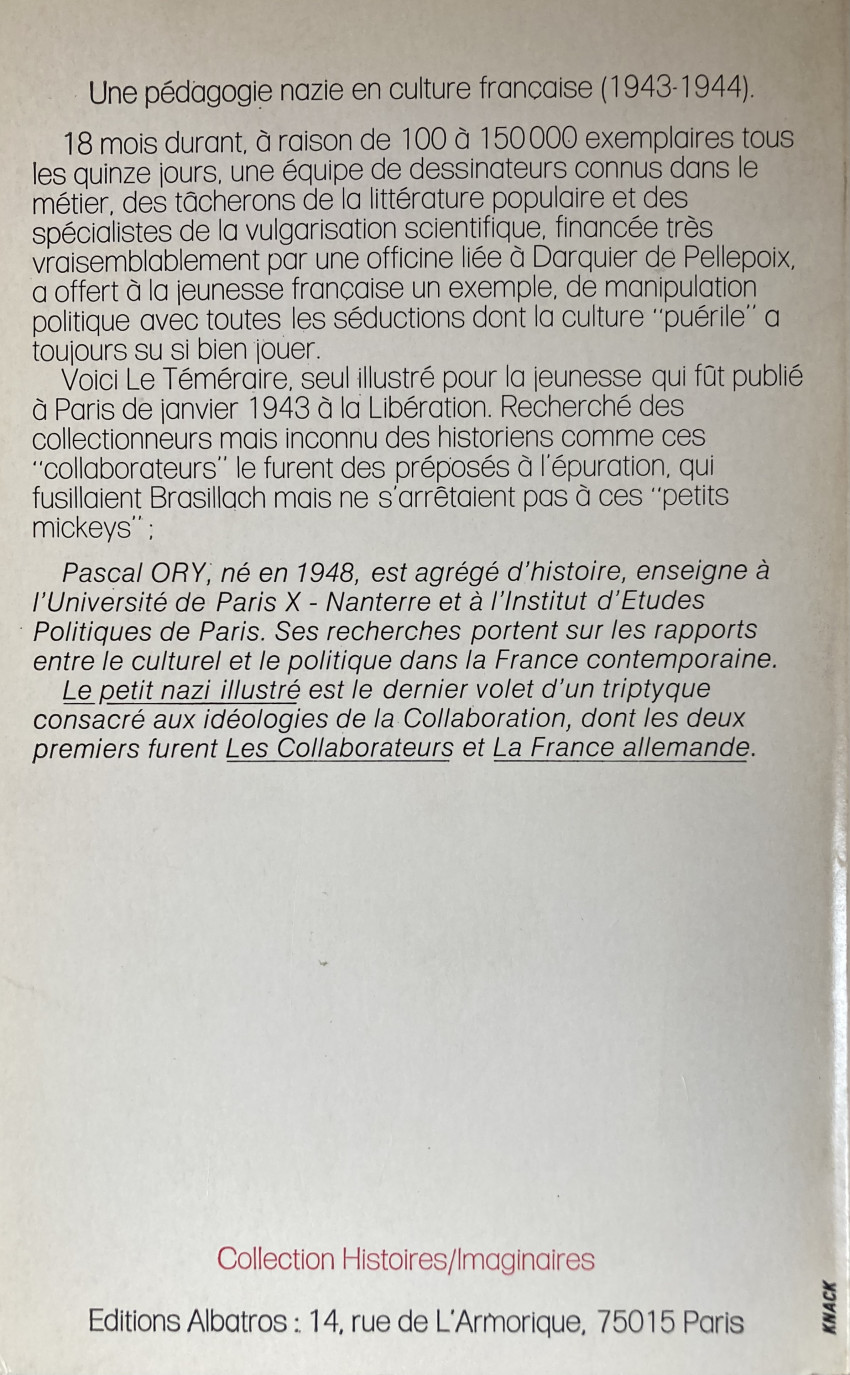 Une pédagogie nazie en culture française (1943-1944).
18 mois durant, à raison de 100 à 150 000 exemplaires tous
les quinze jours, une équipe de dessinateurs connus dans le
métier, des tâcherons de la littérature populaire et des
spécialistes de la vulgarisation scientifique, financée très
vraisemblablement par une officine liée à Darquier de Pellepoix,
a offert à la jeunesse française un exemple, de manipulation
politique avec toutes les séductions dont la culture "puérile" a
toujours su si bien jouer.
Voici Le Téméraire, seul illustré pour la jeunesse qui fût publié
à Paris de janvier 1943 à la Libération. Recherché des
collectionneurs mais inconnu des historiens comme ces
"collaborateurs" le furent des préposés à l'épuration, qui
fusillaient Brasillach mais ne s'arrêtaient pas à ces "petits
mickeys" ;
Pascal ORY, né en 1948, est agrégé d'histoire, enseigne à
l'Université de Paris X - Nanterre et à l'Institut d'Etudes
Politiques de Paris. Ses recherches portent sur les rapports
entre le culturel et le politique dans la France contemporaine.
Le petit nazi illustré est le dernier volet d'un triptyque
consacré aux idéologies de la Collaboration, dont les deux
premiers furent Les Collaborateurs et La France allemande.
Collection Histoires/Imaginaires
Editions Albatros : 14, rue de L'Armorique, 75015 Paris
KNACK